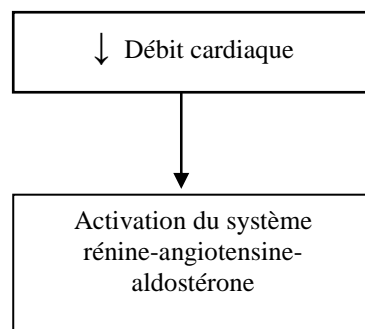 ↓ Débit cardiaque
Activation du système
rénine-angiotensine-
aldostérone